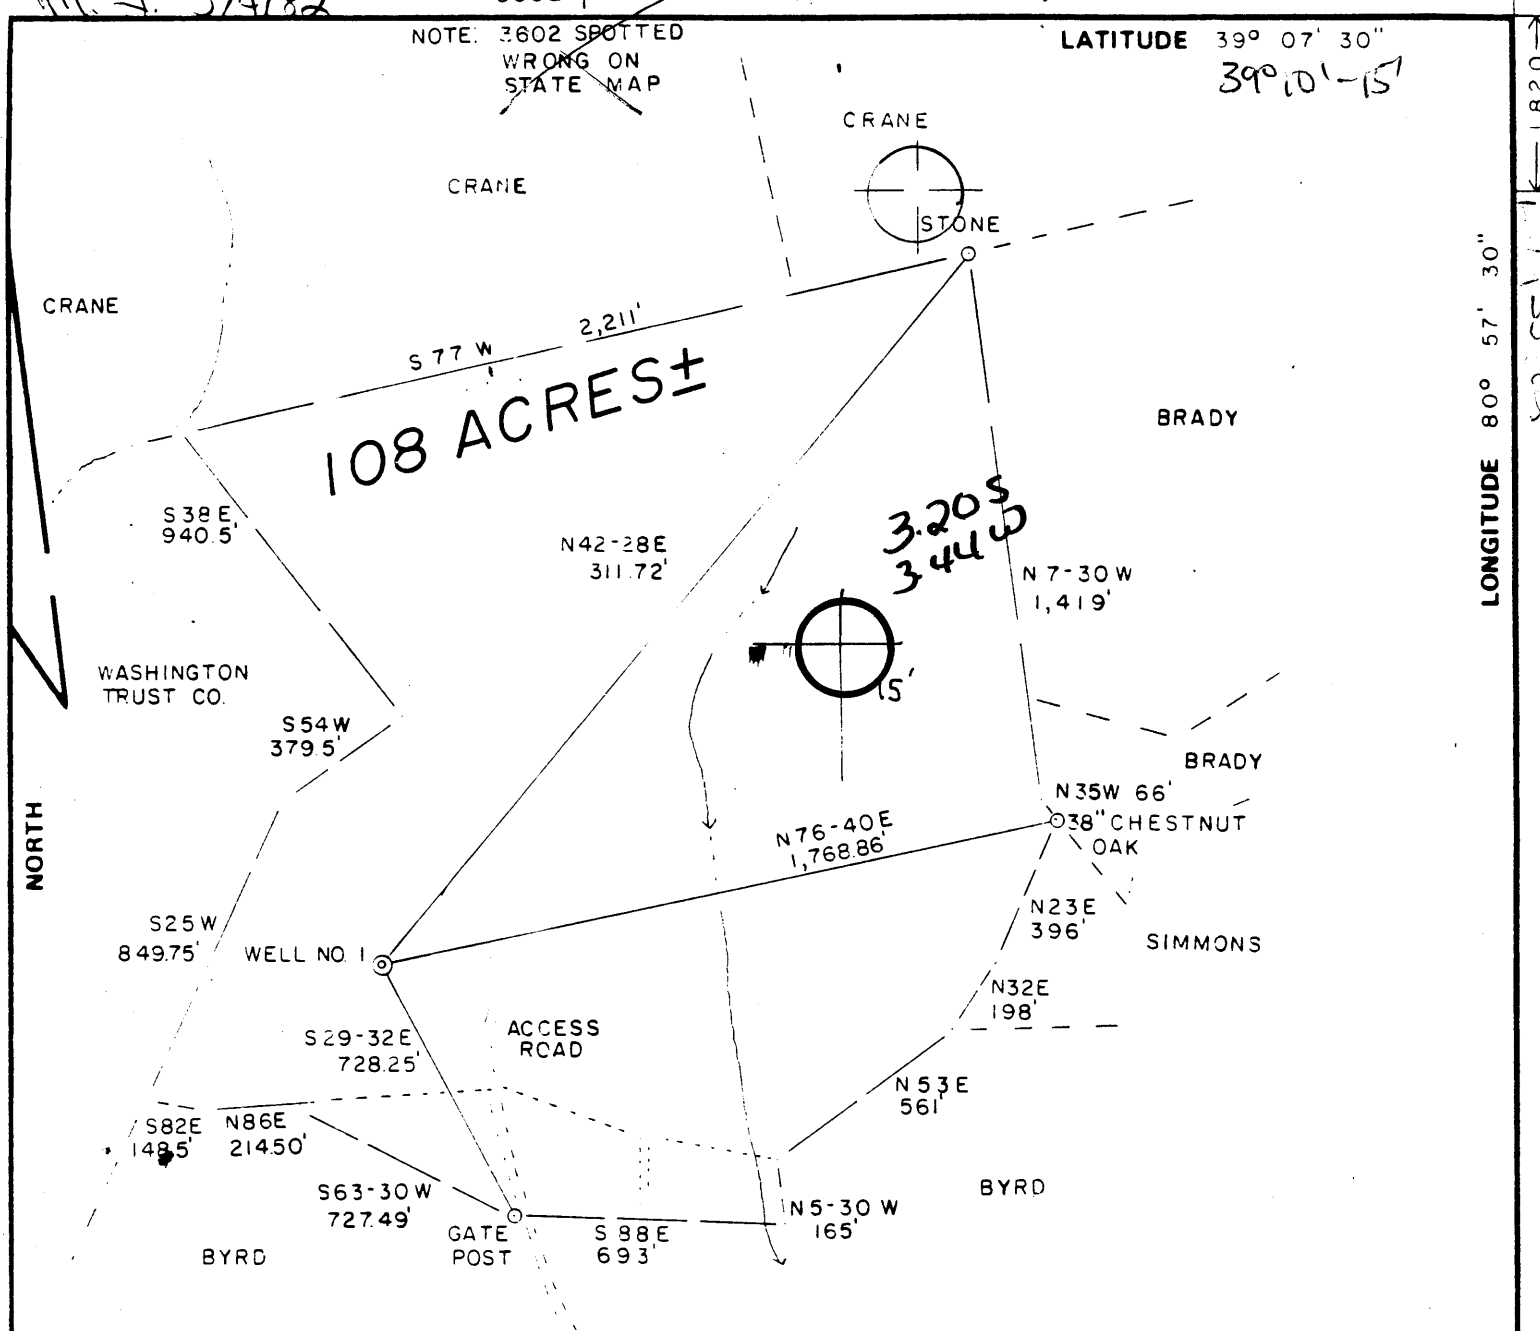 NOTE: 3602 SPOTTED
WRONG ON
STATE MAP
LATITUDE 39° 07' 30"
39° 10' - 15'
CRANE
CRANE
STONE
CRANE
2,211'
S 77 W
108 ACRES±
BRADY
LONGITUDE 80° 57' 30"
S38E
940.5'
N42-28E
311.72'
3.20 S
3.44 W
N 7-30 W
1,419'
15'
WASHINGTON
TRUST CO.
S54W
379.5'
BRADY
N35W 66'
38" CHESTNUT
OAK
NORTH
N76-40E
1,768.86'
N23E
396'
SIMMONS
S25W
849.75'
WELL NO. 1
N32E
198'
ACCESS
ROAD
S29-32E
728.25'
N53E
561'
S82E
148.5'
N86E
214.50'
S63-30W
727.49'
BYRD
N5-30 W
165'
GATE
POST
S88E
693'
BYRD